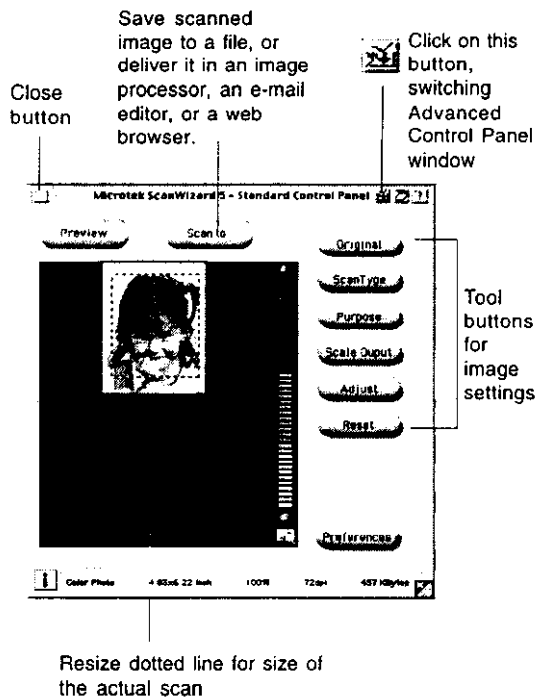 Save scanned
image to a file, or
deliver it in an image
processor, an e-mail
editor, or a web
browser.
Close
button
Click on this
button,
switching
Advanced
Control Panel
window
Microtek ScanWizard 5 - Standard Control Panel
Preview
Scan to
Original
ScanType
Purpose
Scale Ouput
Adjust
Reset
Preferences
Tool
buttons
for
image
settings
Color Photo 100%
Resize dotted line for size of
the actual scan